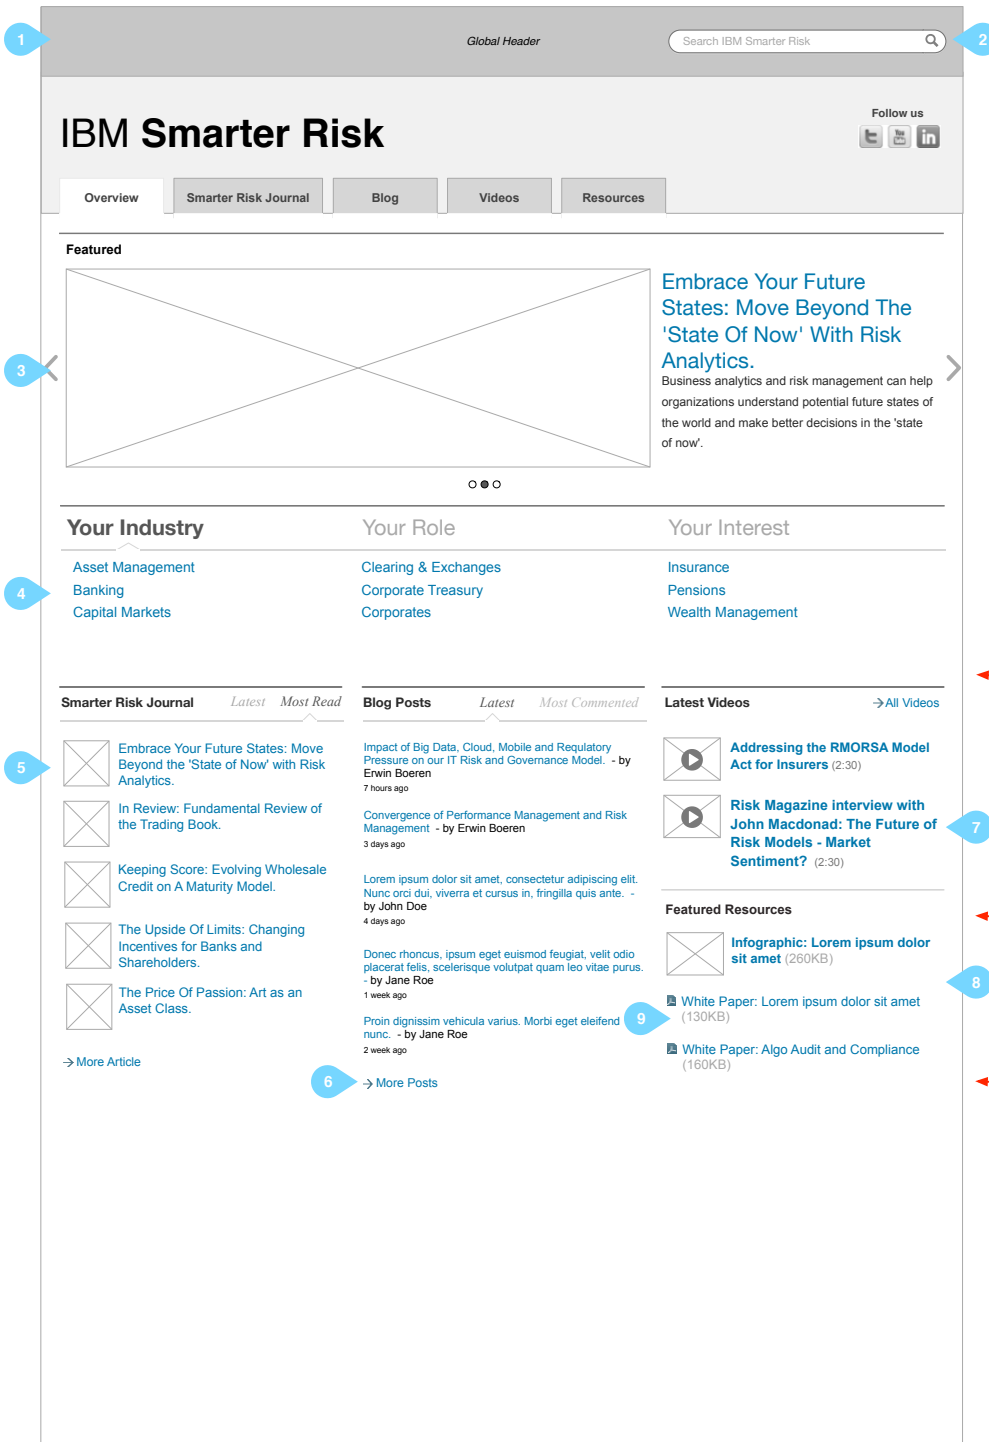 1
Global Header
Search IBM Smarter Risk
2
IBM Smarter Risk
Follow us
t
You
Tube
in
Overview
Smarter Risk Journal
Blog
Videos
Resources
Featured
3
Embrace Your Future
States: Move Beyond The
'State Of Now' With Risk
Analytics.
Business analytics and risk management can help
organizations understand potential future states of
the world and make better decisions in the 'state
of now'.
Your Industry
Your Role
Your Interest
4
Asset Management
Banking
Capital Markets
Clearing & Exchanges
Corporate Treasury
Corporates
Insurance
Pensions
Wealth Management
Smarter Risk Journal
Latest
Most Read
5
Embrace Your Future States: Move
Beyond the 'State of Now' with Risk
Analytics.
In Review: Fundamental Review of
the Trading Book.
Keeping Score: Evolving Wholesale
Credit on A Maturity Model.
The Upside Of Limits: Changing
Incentives for Banks and
Shareholders.
The Price Of Passion: Art as an
Asset Class.
More Article
Blog Posts
Latest
Most Commented
Impact of Big Data, Cloud, Mobile and Requlatory
Pressure on our IT Risk and Governance Model. - by
Erwin Boeren
7 hours ago
Convergence of Performance Management and Risk
Management - by Erwin Boeren
3 days ago
Lorem ipsum dolor sit amet, consectetur adipiscing elit.
Nunc orci dui, viverra et cursus in, fringilla quis ante. -
by John Doe
4 days ago
Donec rhoncus, ipsum eget euismod feugiat, velit odio
placerat felis, scelerisque volutpat quam leo vitae purus.
- by Jane Roe
1 week ago
Proin dignissim vehicula varius. Morbi eget eleifend
nunc. - by Jane Roe
2 week ago
6
More Posts
Latest Videos
All Videos
Addressing the RMORSA Model
Act for Insurers (2:30)
Risk Magazine interview with
John Macdonad: The Future of
Risk Models - Market
Sentiment? (2:30)
7
Featured Resources
Infographic: Lorem ipsum dolor
sit amet (260KB)
8
9
White Paper: Lorem ipsum dolor sit amet
(130KB)
White Paper: Algo Audit and Compliance
(160KB)